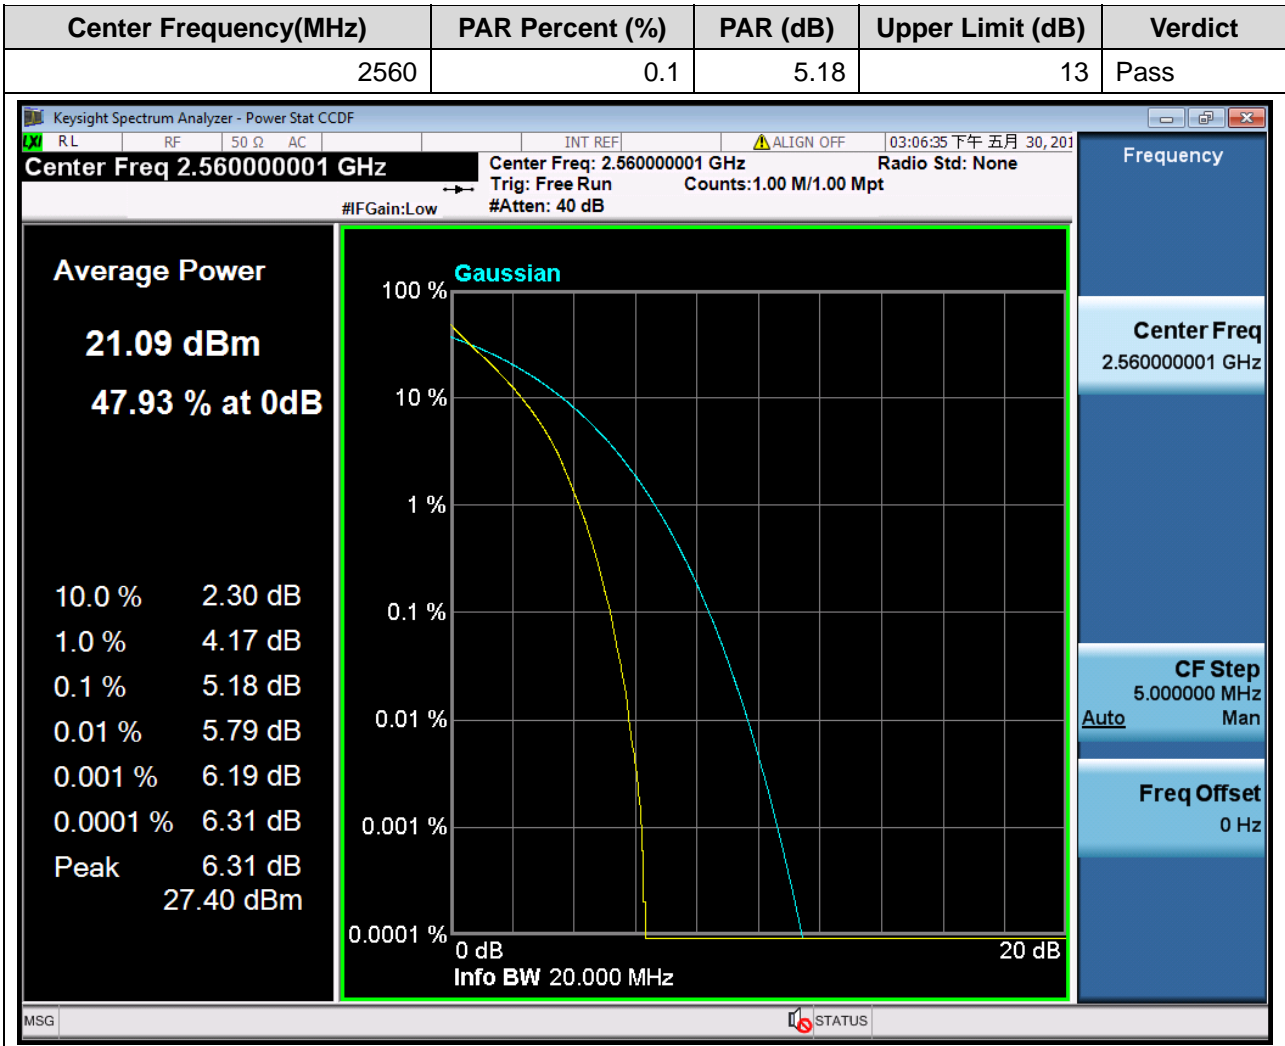 Center Frequency(MHz) PAR Percent (%) PAR (dB) Upper Limit (dB) Verdict
2560 0.1 5.18 13 Pass
Keysight Spectrum Analyzer - Power Stat CCDF
LXI RL RF 50 Ω AC INT REF ALIGN OFF 03:06:35 下午 五月 30, 201
Center Freq 2.560000001 GHz
Center Freq: 2.560000001 GHz Radio Std: None
Trig: Free Run Counts:1.00 M/1.00 Mpt
#IFGain:Low #Atten: 40 dB
Average Power
21.09 dBm
47.93 % at 0dB
10.0 % 2.30 dB
1.0 % 4.17 dB
0.1 % 5.18 dB
0.01 % 5.79 dB
0.001 % 6.19 dB
0.0001 % 6.31 dB
Peak 6.31 dB
27.40 dBm
Gaussian
100 %
10 %
1 %
0.1 %
0.01 %
0.001 %
0.0001 %
0 dB 20 dB
Info BW 20.000 MHz
Frequency
Center Freq
2.560000001 GHz
CF Step
5.000000 MHz
Auto Man
Freq Offset
0 Hz
MSG STATUS